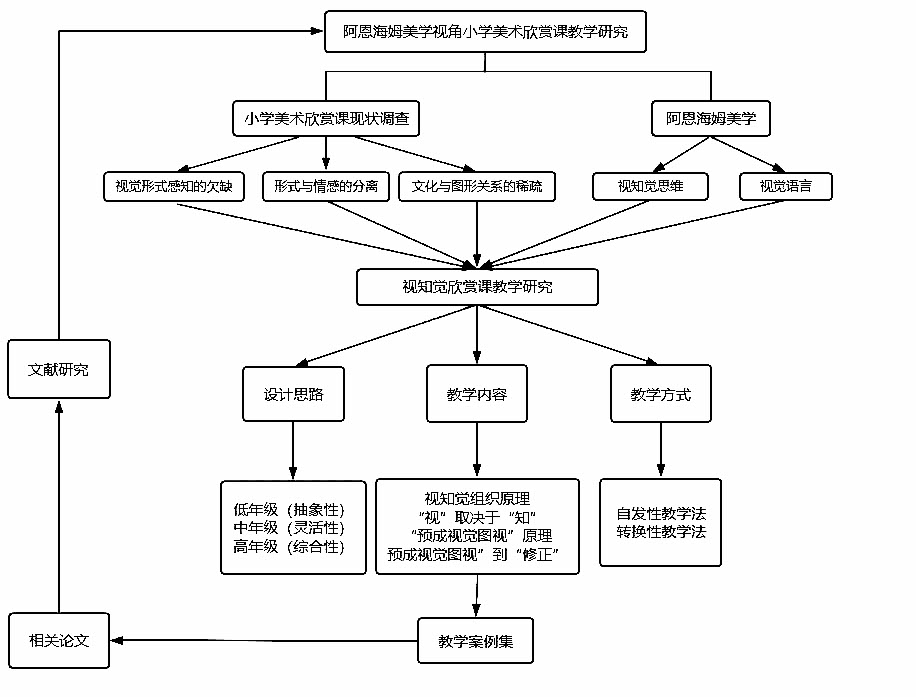 阿恩海姆美学视角小学美术欣赏课教学研究
小学美术欣赏课现状调查
阿恩海姆美学
视觉形式感知的欠缺
形式与情感的分离
文化与图形关系的稀疏
视知觉思维
视觉语言
视知觉欣赏课教学研究
文献研究
设计思路
教学内容
教学方式
低年级（抽象性）
中年级（灵活性）
高年级（综合性）
视知觉组织原理
“视”取决于“知”
“预成视觉图视”原理
预成视觉图视”到“修正”
自发性教学法
转换性教学法
相关论文
教学案例集